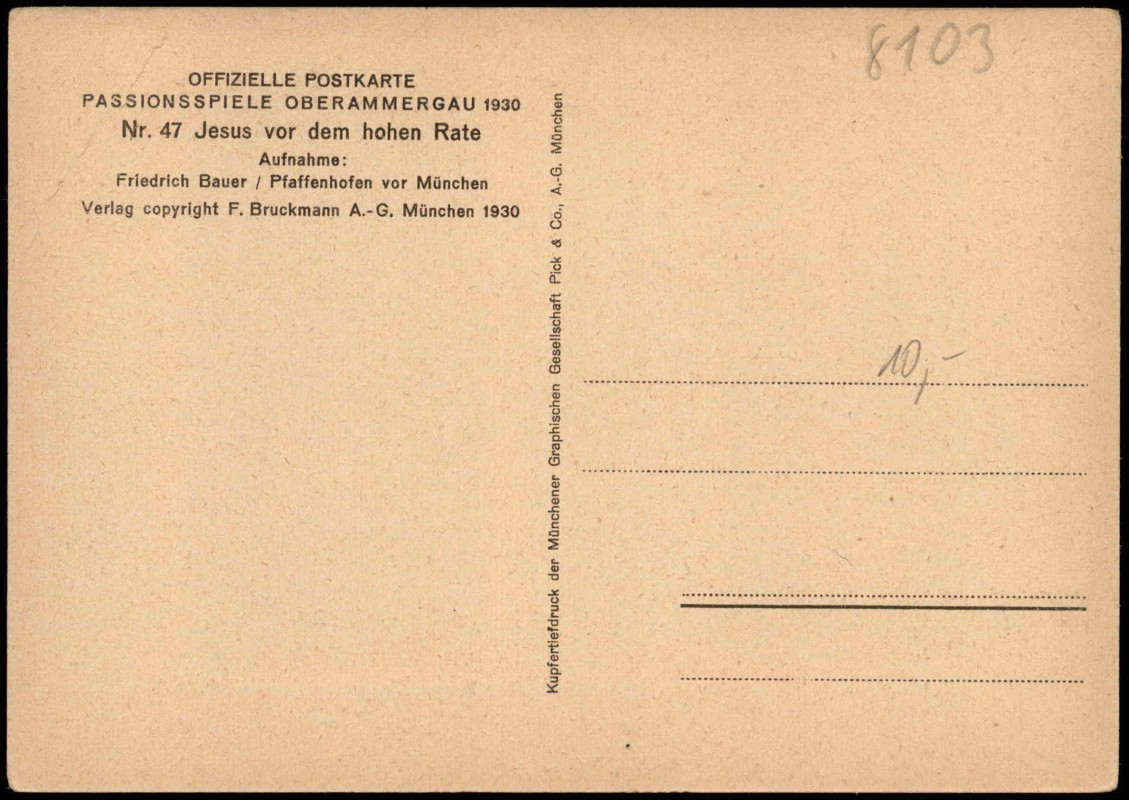 OFFIZIELLE POSTKARTE
PASSIONSSPIELE OBERAMMERGAU 1930
Nr. 47 Jesus vor dem hohen Rate
Aufnahme:
Friedrich Bauer / Pfaffenhofen vor München
Verlag copyright F. Bruckmann A.-G. München 1930
Kupfertiefdruck der Münchener Graphischen Gesellschaft Pick & Co., A.-G. München
8103
10,-